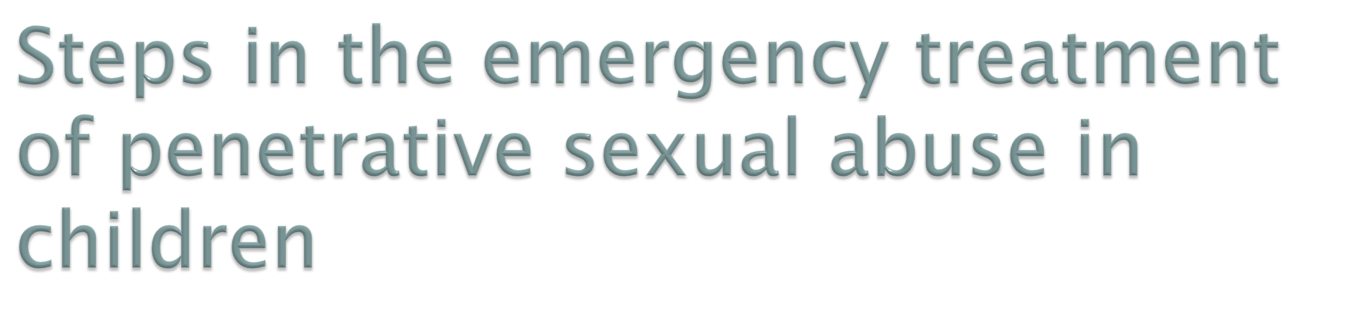 Steps in the emergency treatment
of penetrative sexual abuse in
children